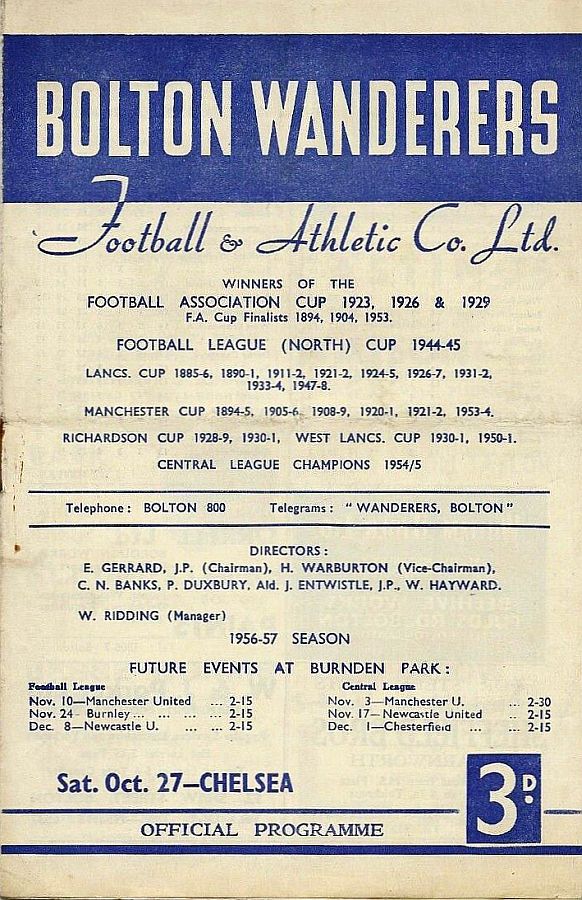 BOLTON WANDERERS
Football & Athletic Co. Ltd.
WINNERS OF THE
FOOTBALL ASSOCIATION CUP 1923, 1926 & 1929
F.A. Cup Finalists 1894, 1904, 1953.
FOOTBALL LEAGUE (NORTH) CUP 1944-45
LANCS. CUP 1885-6, 1890-1, 1911-2, 1921-2, 1924-5, 1926-7, 1931-2,
1933-4, 1947-8.
MANCHESTER CUP 1894-5, 1905-6, 1908-9, 1920-1, 1921-2, 1953-4.
RICHARDSON CUP 1928-9, 1930-1, WEST LANCS. CUP 1930-1, 1950-1.
CENTRAL LEAGUE CHAMPIONS 1954/5
Telephone: BOLTON 800 Telegrams: "WANDERERS, BOLTON"
DIRECTORS:
E. GERRARD, J.P. (Chairman), H. WARBURTON (Vice-Chairman),
C. N. BANKS, P. DUXBURY, Ald. J. ENTWISTLE, J.P., W. HAYWARD.
W. RIDDING (Manager)
1956-57 SEASON
FUTURE EVENTS AT BURNDEN PARK:
Football League Central League
Nov. 10—Manchester United ... 2-15 Nov. 3—Manchester U. .. 2-30
Nov. 24- Burnley ... ... ... ... 2-15 Nov. 17—Newcastle United .. 2-15
Dec. 8—Newcastle U. ... ... 2-15 Dec. 1—Chesterfield ... ... 2-15
Sat. Oct. 27—CHELSEA
3D.
OFFICIAL PROGRAMME